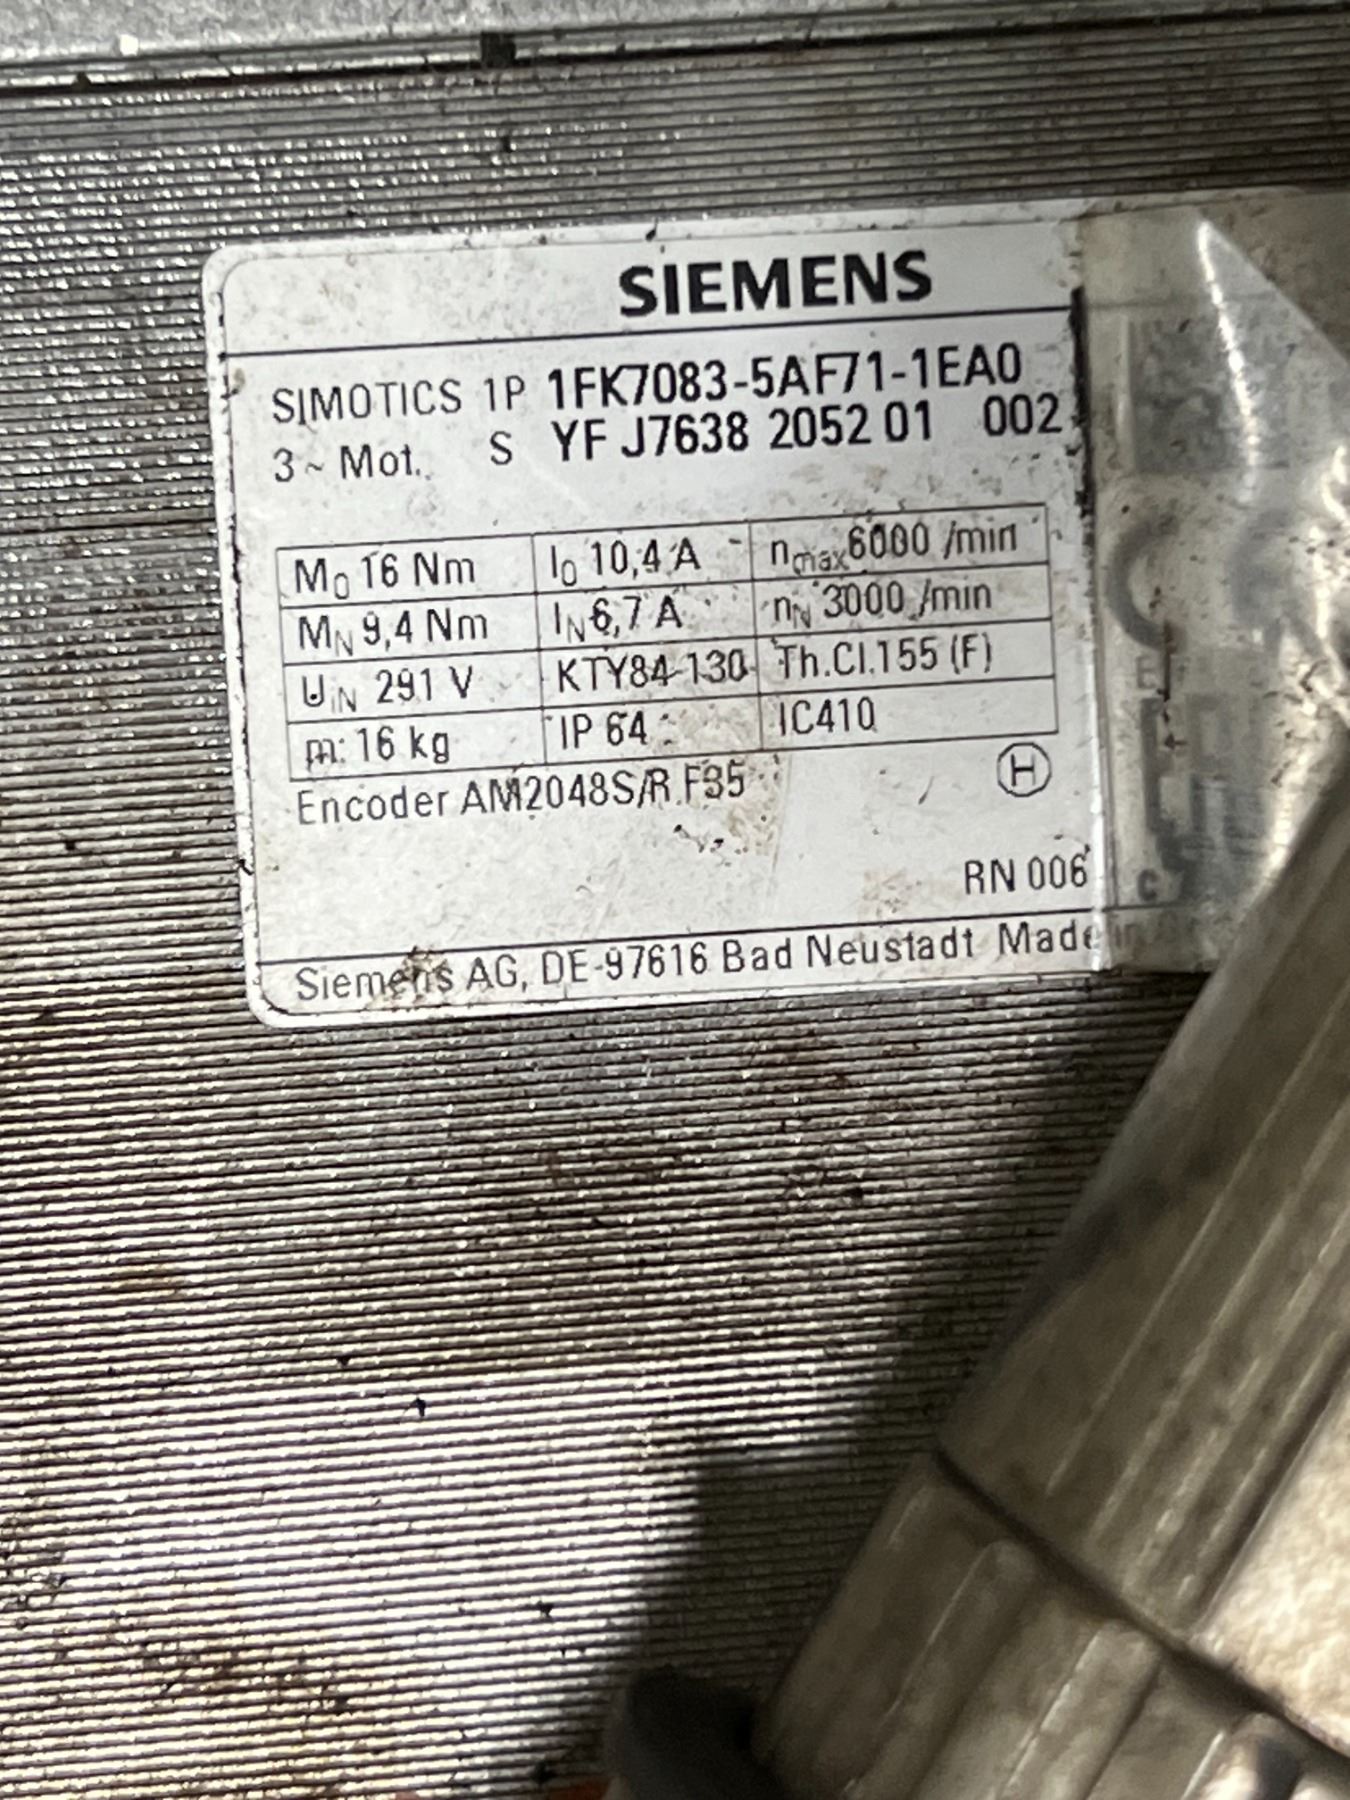 SIEMENS
SIMOTICS 1P 1FK7083-5AF71-1EA0
3~ Mot. S YF J7638 2052 01 002
M0 16 Nm I0 10,4 A nmax 6000 /min
MN 9,4 Nm IN 6,7 A nN 3000 /min
UiN 291 V KTY84-130 Th.Cl.155 (F)
m: 16 kg IP 64 IC410
Encoder AM2048S/R F35 H
RN 006
Siemens AG, DE-97616 Bad Neustadt Made in